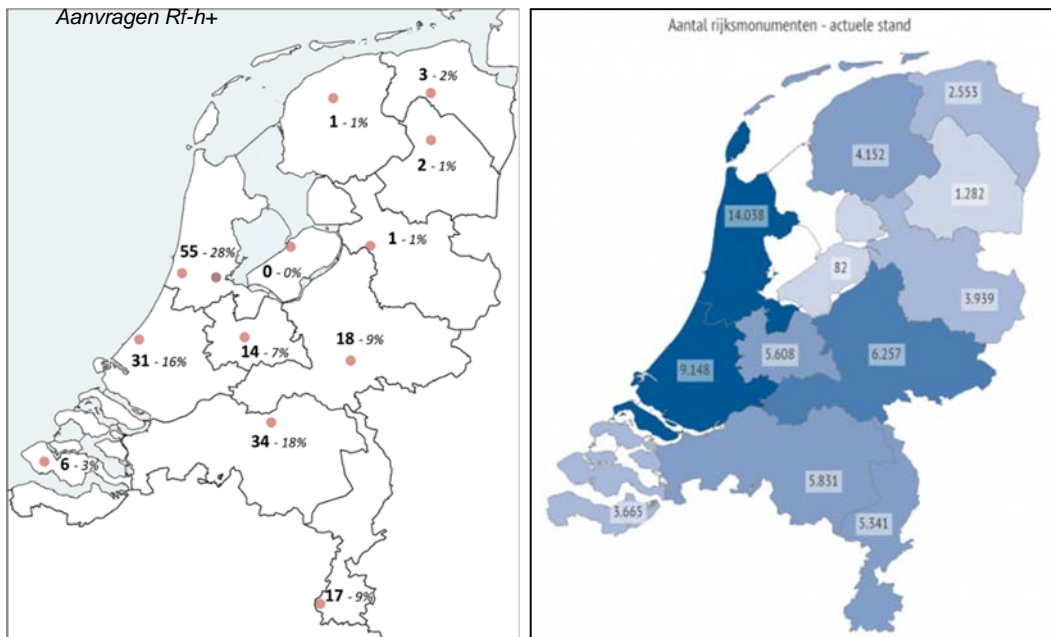 Aanvragen Rf-h+
3 - 2%
1 - 1%
2 - 1%
1 - 1%
55 - 28%
0 - 0%
18 - 9%
14 - 7%
31 - 16%
34 - 18%
6 - 3%
17 - 9%
Aantal rijksmonumenten - actuele stand
2.553
4.152
1.282
14.038
82
3.939
5.608
6.257
9.148
5.831
3.665
5.341